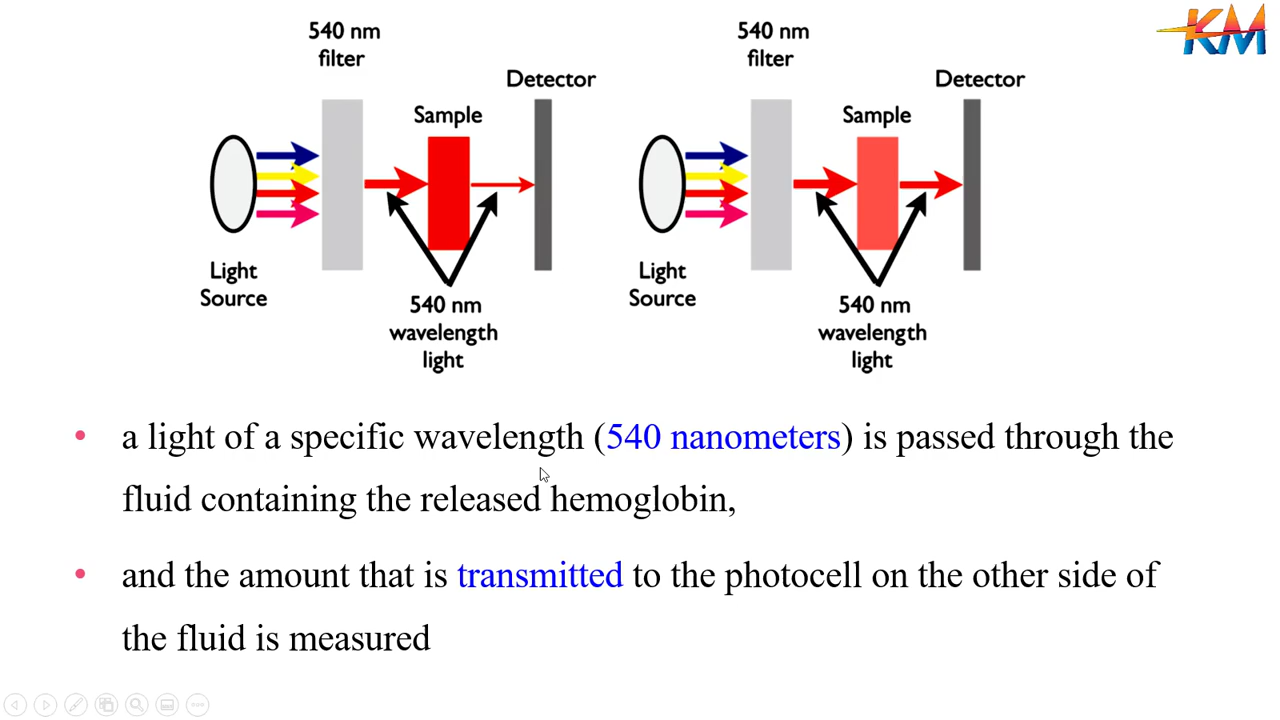 540 nm
filter
Detector
Sample
Light
Source
540 nm
wavelength
light
540 nm
filter
Detector
Sample
Light
Source
540 nm
wavelength
light
KM
• a light of a specific wavelength (540 nanometers) is passed through the
fluid containing the released hemoglobin,
• and the amount that is transmitted to the photocell on the other side of
the fluid is measured